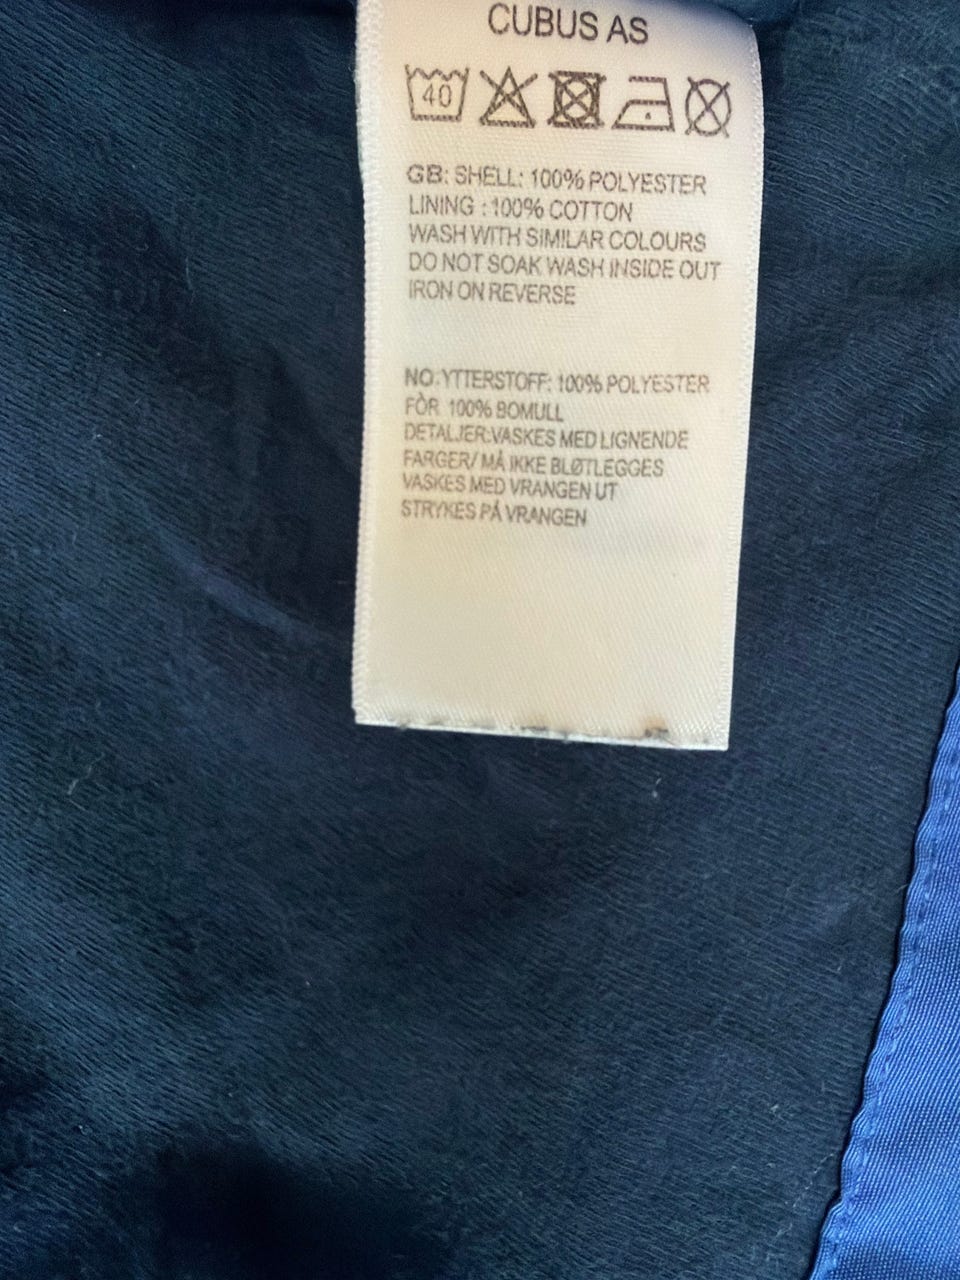 CUBUS AS
40
GB: SHELL: 100% POLYESTER
LINING : 100% COTTON
WASH WITH SIMILAR COLOURS
DO NOT SOAK WASH INSIDE OUT
IRON ON REVERSE
NO:YTTERSTOFF: 100% POLYESTER
FÒR 100% BOMULL
DETALJER:VASKES MED LIGNENDE
FARGER/ MÅ IKKE BLØTLEGGES
VASKES MED VRANGEN UT
STRYKES PÅ VRANGEN